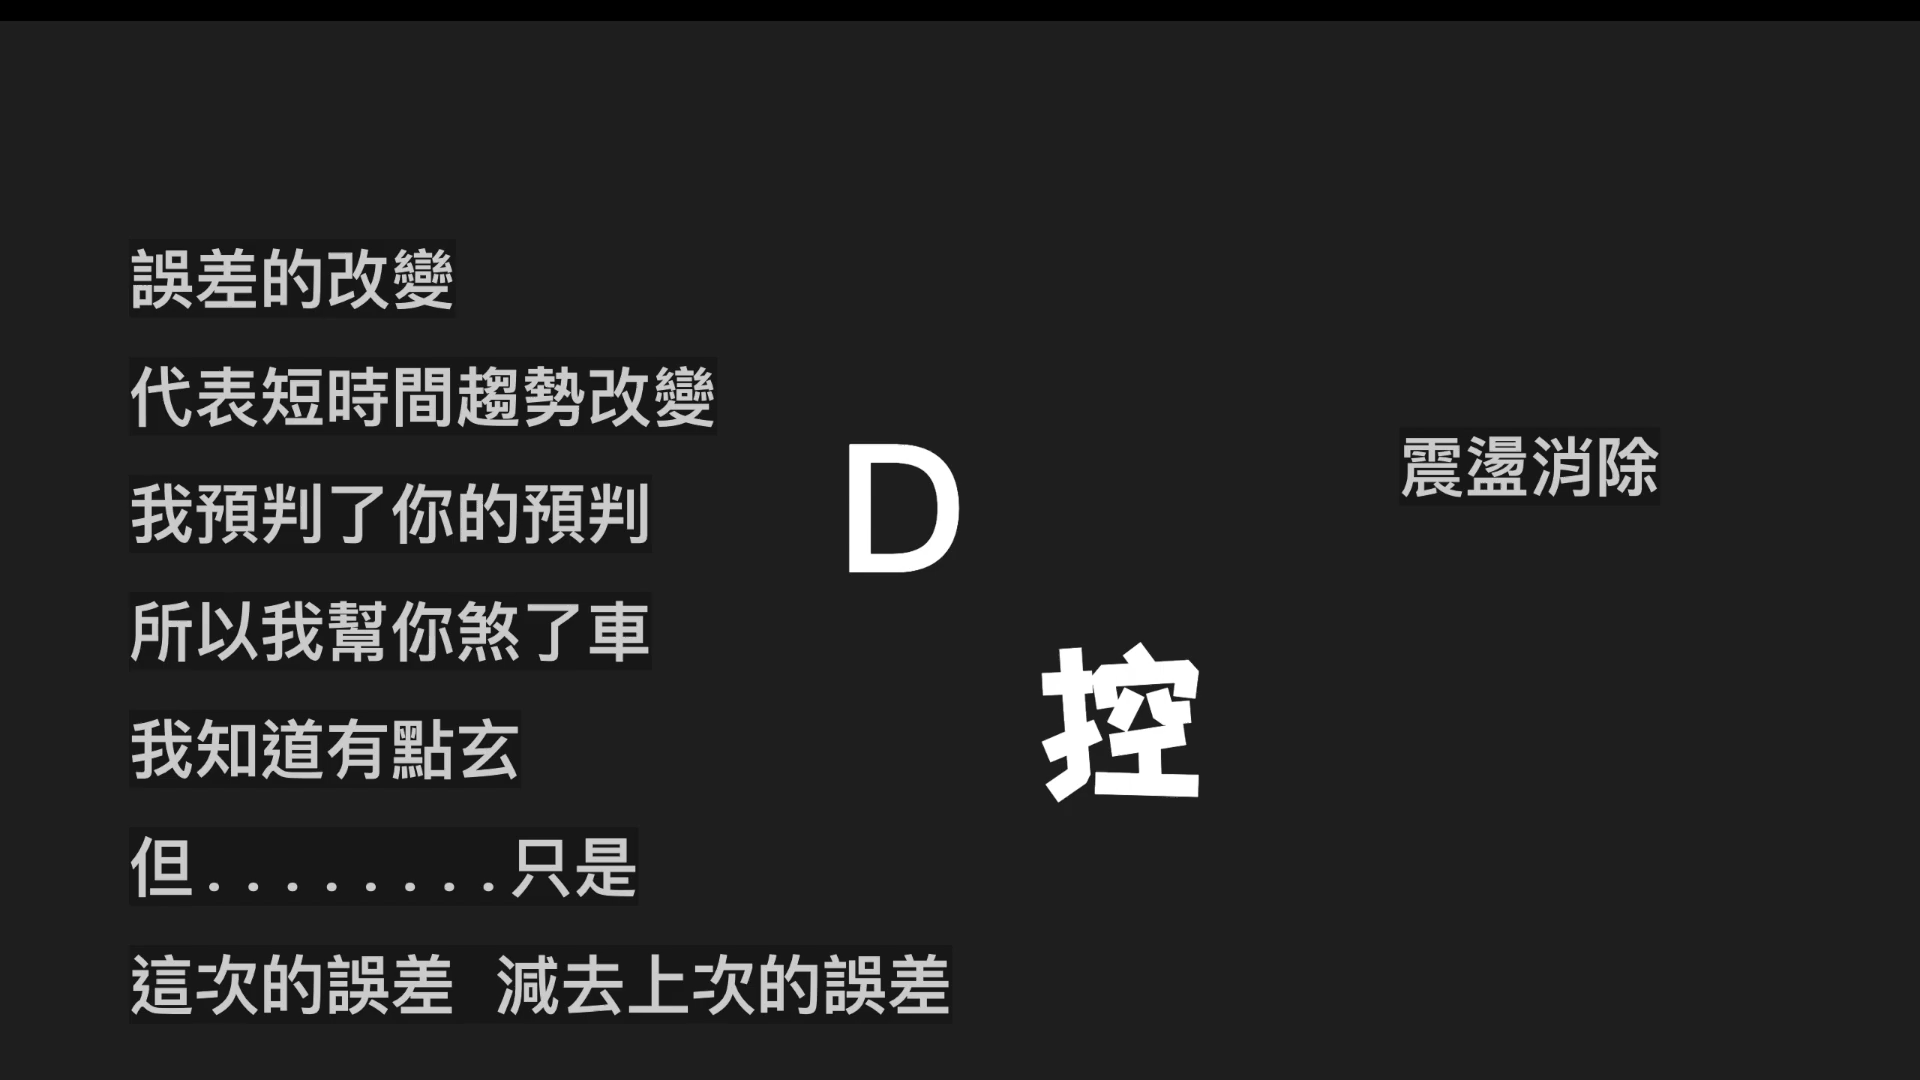 誤差的改變
代表短時間趨勢改變
我預判了你的預判
所以我幫你煞了車
我知道有點玄
但........只是
這次的誤差 減去上次的誤差
D
控
震盪消除